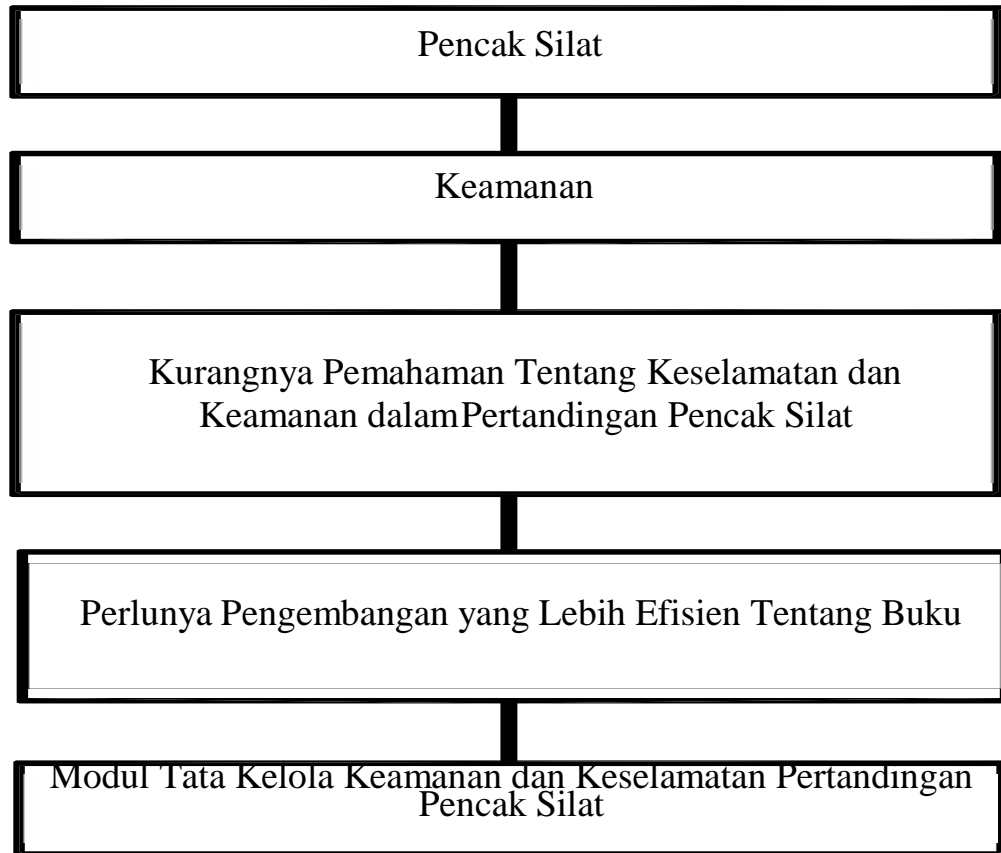 Pencak Silat
Keamanan
Kurangnya Pemahaman Tentang Keselamatan dan
Keamanan dalamPertandingan Pencak Silat
Perlunya Pengembangan yang Lebih Efisien Tentang Buku
Modul Tata Kelola Keamanan dan Keselamatan Pertandingan
Pencak Silat